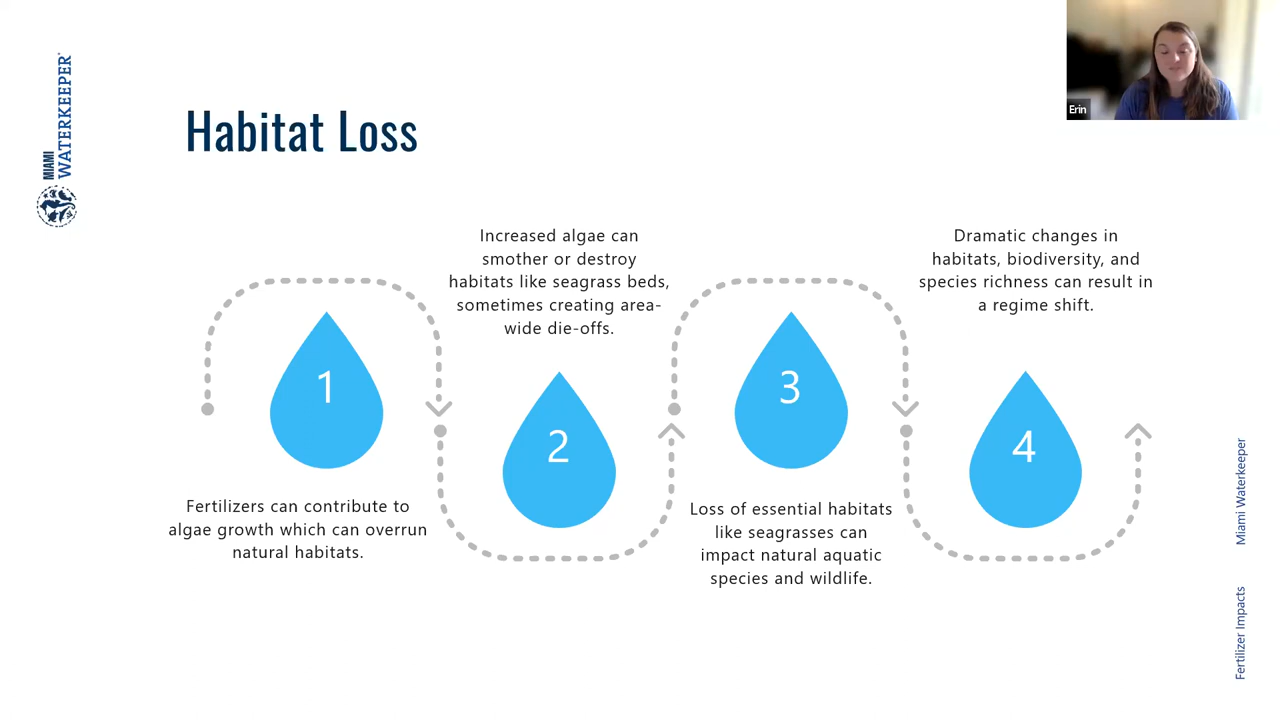 MIAMI
WATERKEEPER
Erin
Habitat Loss
1
Fertilizers can contribute to
algae growth which can overrun
natural habitats.
Increased algae can
smother or destroy
habitats like seagrass beds,
sometimes creating area-
wide die-offs.
2
3
Loss of essential habitats
like seagrasses can
impact natural aquatic
species and wildlife.
Dramatic changes in
habitats, biodiversity, and
species richness can result in
a regime shift.
4
Miami Waterkeeper
Fertilizer Impacts